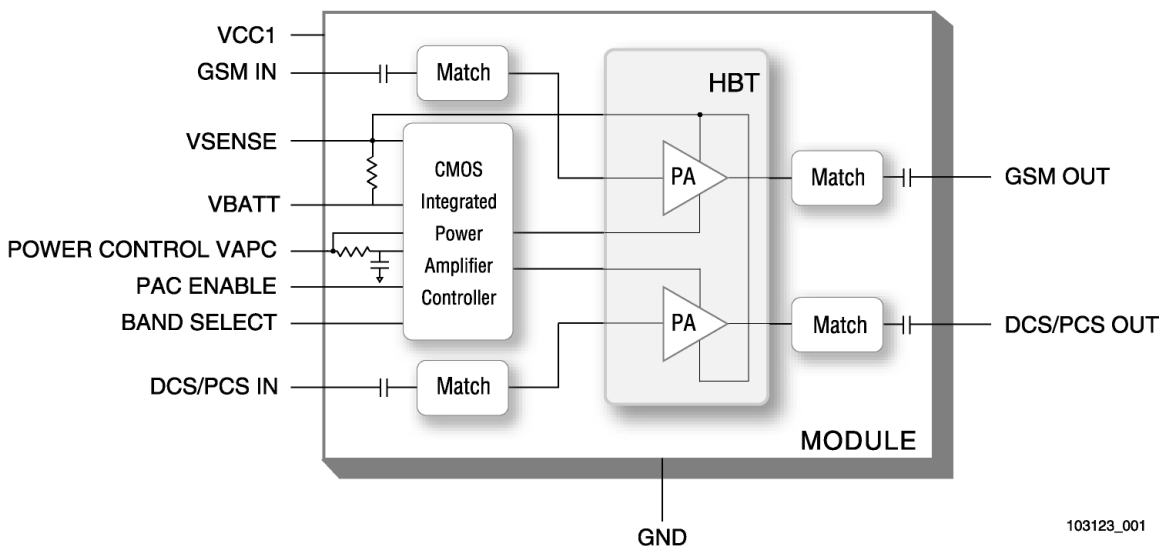 VCC1
GSM IN
Match
HBT
VSENSE
CMOS
Integrated
Power
Amplifier
Controller
PA
Match
GSM OUT
VBATT
POWER CONTROL VAPC
PAC ENABLE
BAND SELECT
PA
Match
DCS/PCS OUT
DCS/PCS IN
Match
MODULE
GND
103123_001